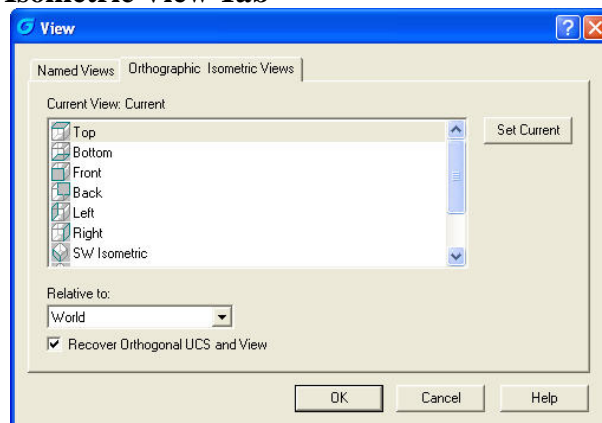 Isometric View Tab
View
Named Views
Orthographic Isometric Views
Current View: Current
Top
Bottom
Front
Back
Left
Right
SW Isometric
Set Current
Relative to:
World
Recover Orthogonal UCS and View
OK
Cancel
Help